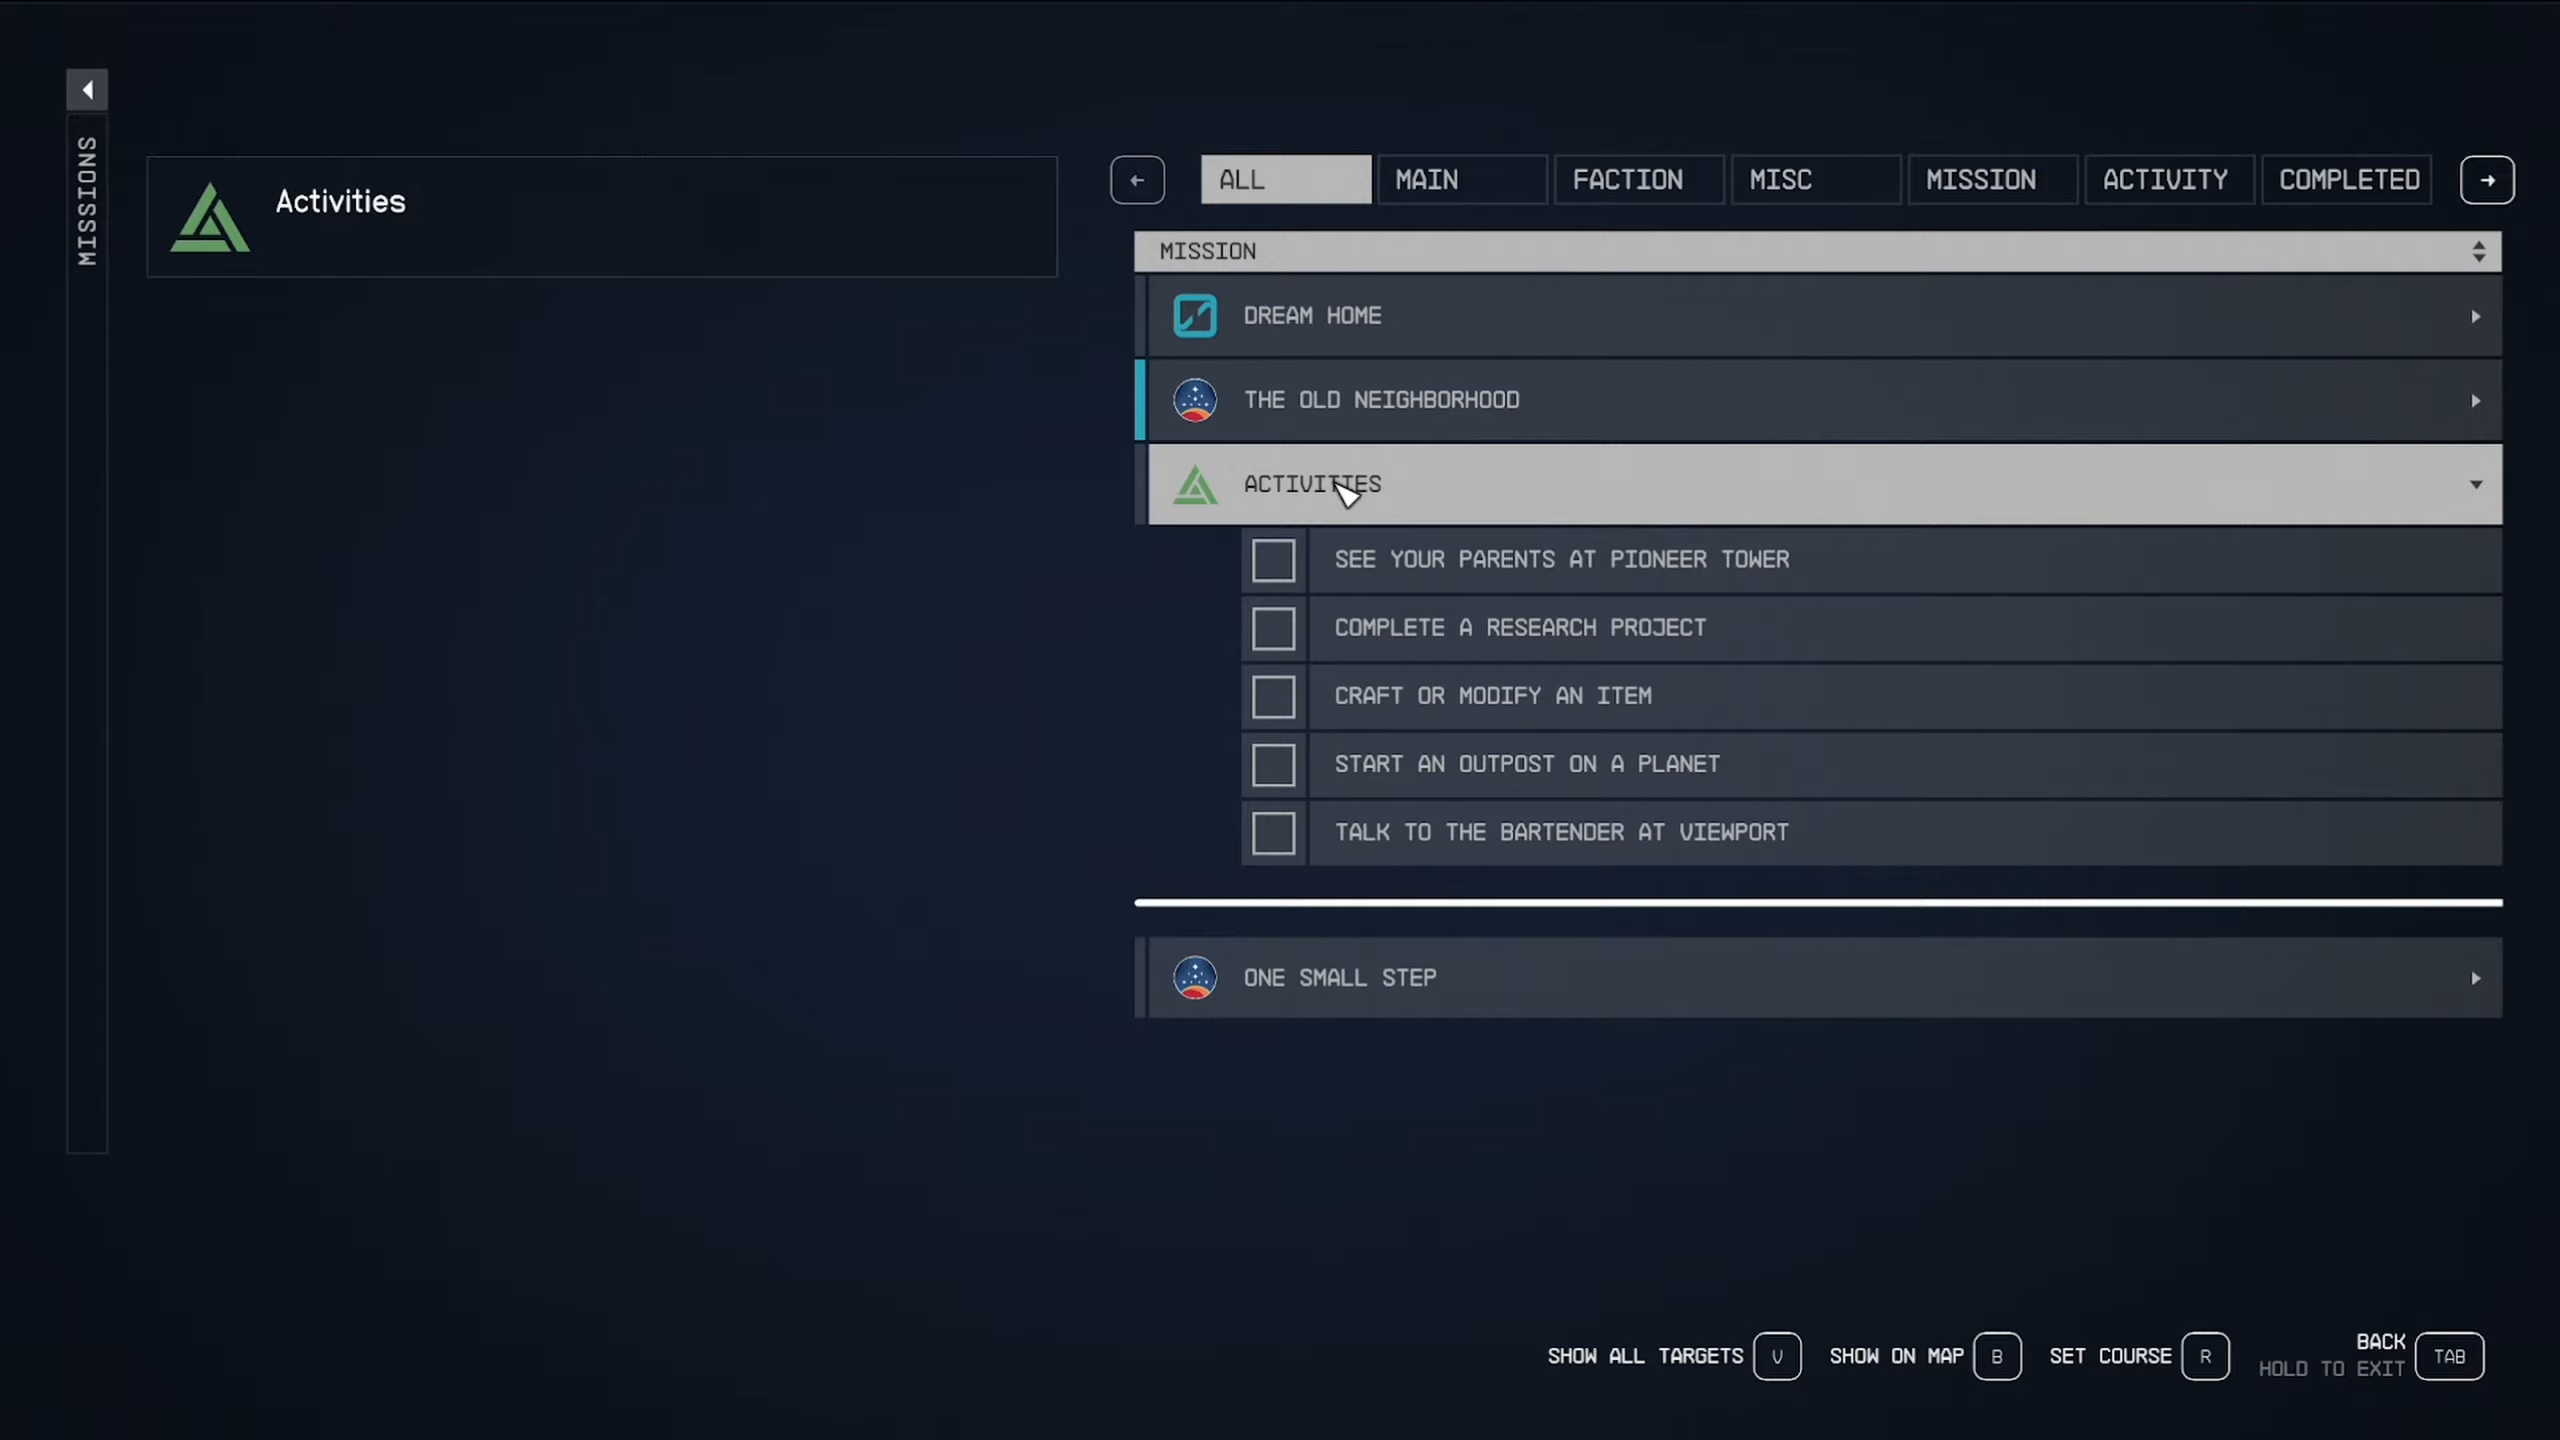 MISSIONS
Activities
ALL
MAIN
FACTION
MISC
MISSION
ACTIVITY
COMPLETED
MISSION
DREAM HOME
THE OLD NEIGHBORHOOD
ACTIVITIES
SEE YOUR PARENTS AT PIONEER TOWER
COMPLETE A RESEARCH PROJECT
CRAFT OR MODIFY AN ITEM
START AN OUTPOST ON A PLANET
TALK TO THE BARTENDER AT VIEWPORT
ONE SMALL STEP
SHOW ALL TARGETS V
SHOW ON MAP B
SET COURSE R
BACK
HOLD TO EXIT
TAB